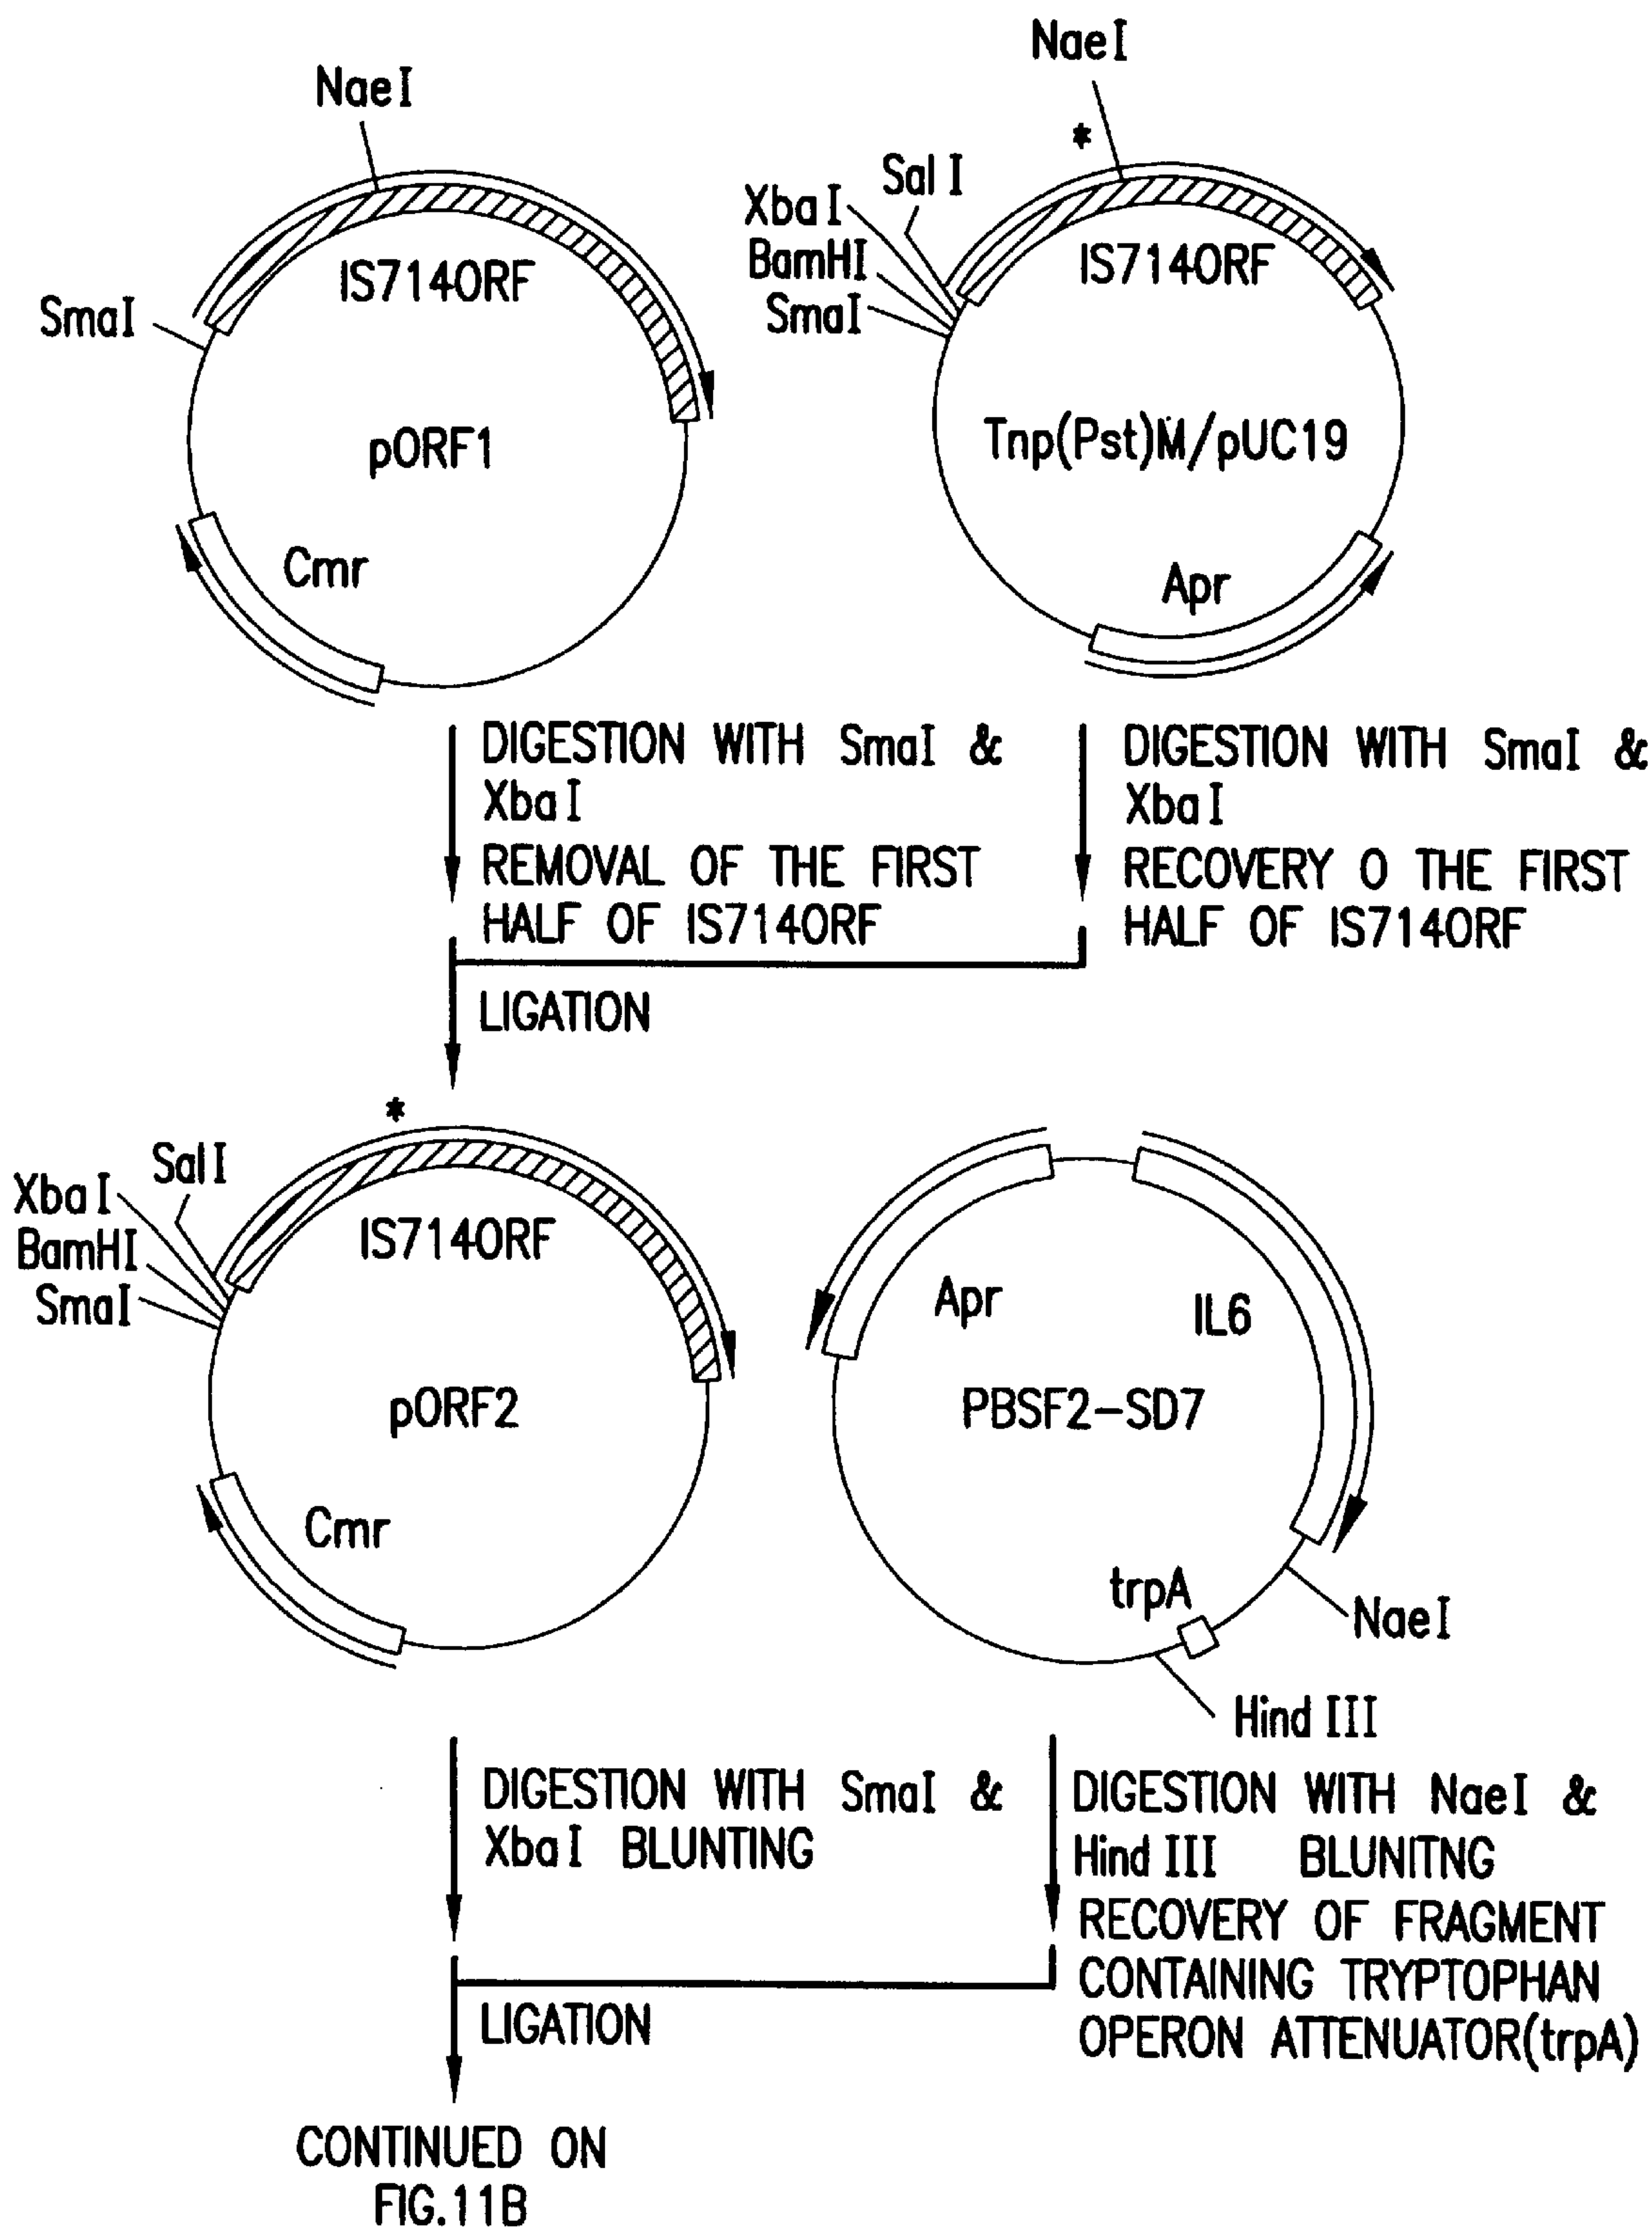 NaeI
IS714ORF
SmaI
pORF1
Cmr
NaeI
*
SalI
XbaI
BamHI
SmaI
IS714ORF
Tnp(Pst)M/pUC19
Apr
DIGESTION WITH SmaI &
XbaI
REMOVAL OF THE FIRST
HALF OF IS714ORF
DIGESTION WITH SmaI &
XbaI
RECOVERY O THE FIRST
HALF OF IS714ORF
LIGATION
*
SalI
XbaI
BamHI
SmaI
IS714ORF
pORF2
Cmr
Apr
IL6
PBSF2-SD7
trpA
NaeI
Hind III
DIGESTION WITH SmaI &
XbaI BLUNTING
DIGESTION WITH NaeI &
Hind III BLUNITNG
RECOVERY OF FRAGMENT
CONTAINING TRYPTOPHAN
OPERON ATTENUATOR(trpA)
LIGATION
CONTINUED ON
FIG.11B